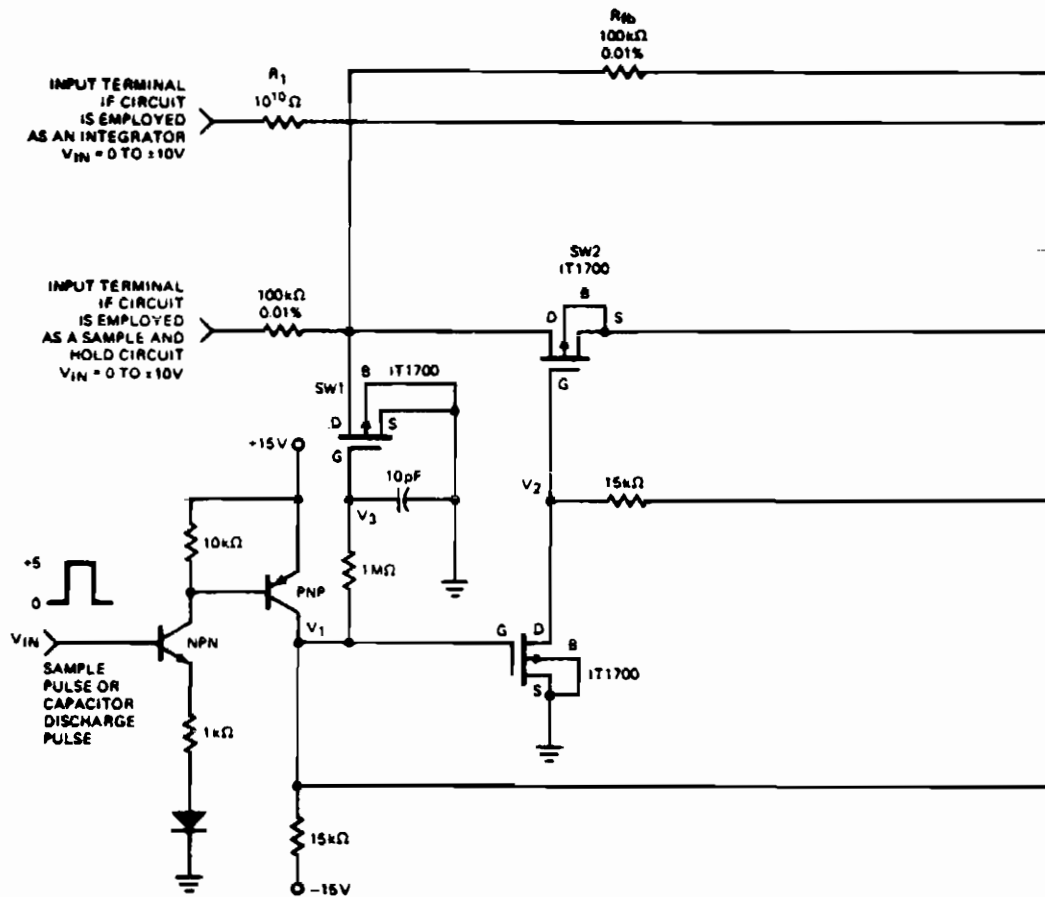 Rfb
100kΩ
0.01%
R1
10^10Ω
INPUT TERMINAL
IF CIRCUIT
IS EMPLOYED
AS AN INTEGRATOR
VIN = 0 TO ±10V
SW2
IT1700
B
D
S
G
INPUT TERMINAL
IF CIRCUIT
IS EMPLOYED
AS A SAMPLE AND
HOLD CIRCUIT
VIN = 0 TO ±10V
100kΩ
0.01%
SW1
B
IT1700
D
S
G
+15V
10pF
V3
V2
15kΩ
10kΩ
1MΩ
+5
0
PNP
V1
VIN
NPN
SAMPLE
PULSE OR
CAPACITOR
DISCHARGE
PULSE
G
D
B
S
IT1700
1kΩ
15kΩ
-15V